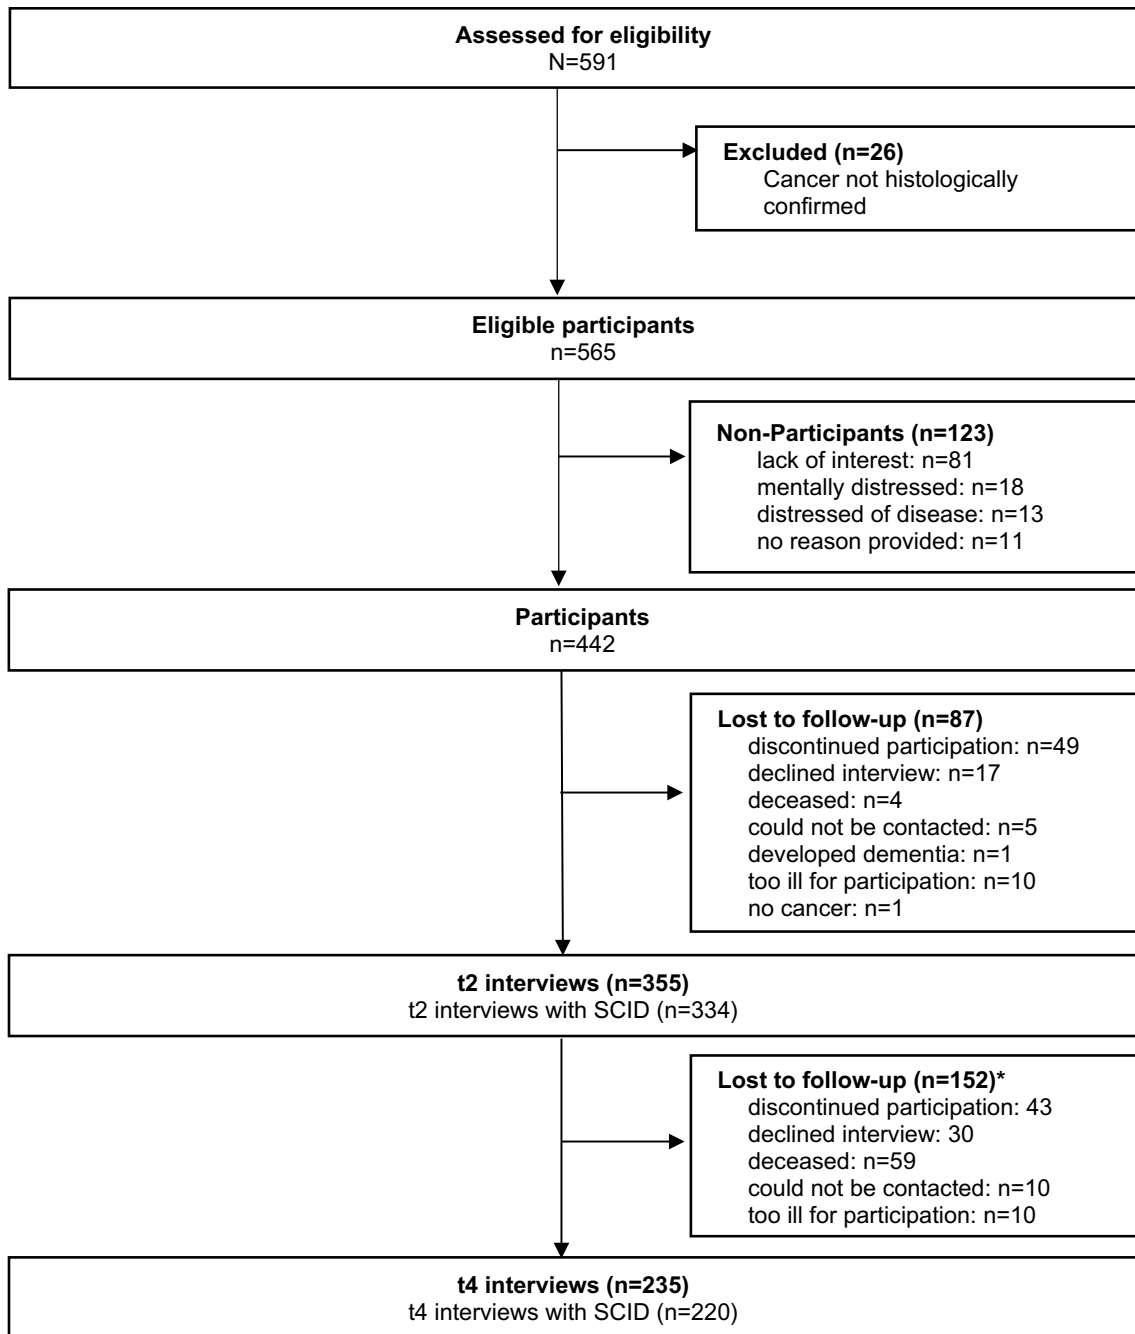 Assessed for eligibility
N=591
Excluded (n=26)
Cancer not histologically
confirmed
Eligible participants
n=565
Non-Participants (n=123)
lack of interest: n=81
mentally distressed: n=18
distressed of disease: n=13
no reason provided: n=11
Participants
n=442
Lost to follow-up (n=87)
discontinued participation: n=49
declined interview: n=17
deceased: n=4
could not be contacted: n=5
developed dementia: n=1
too ill for participation: n=10
no cancer: n=1
t2 interviews (n=355)
t2 interviews with SCID (n=334)
Lost to follow-up (n=152)*
discontinued participation: 43
declined interview: 30
deceased: n=59
could not be contacted: n=10
too ill for participation: n=10
t4 interviews (n=235)
t4 interviews with SCID (n=220)